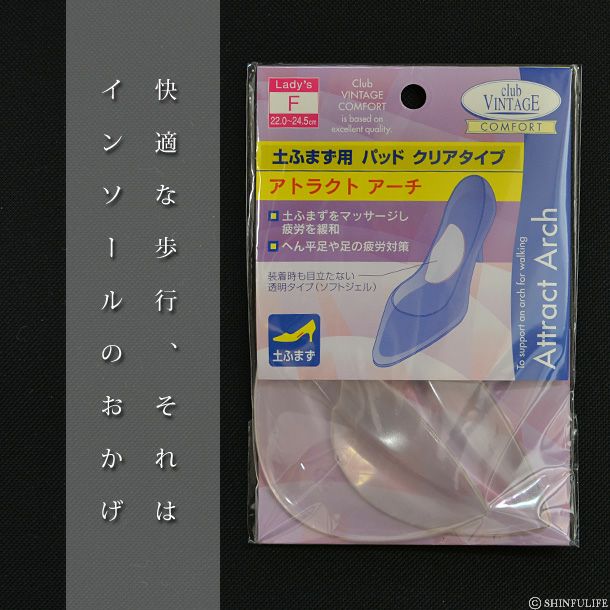 快適な歩行、それは
インソールのおかげ
Lady's
F
22.0~24.5cm
Club
VINTAGE
COMFORT
is based on
excellent quality.
club
VINTAGE
COMFORT
土ふまず用 パッド クリアタイプ
アトラクト アーチ
土ふまずをマッサージし
疲労を緩和
へん平足や足の疲労対策
装着時も目立たない
透明タイプ(ソフトジェル)
土ふまず
Attract Arch
To support an arch for walking
© SHINFULIFE